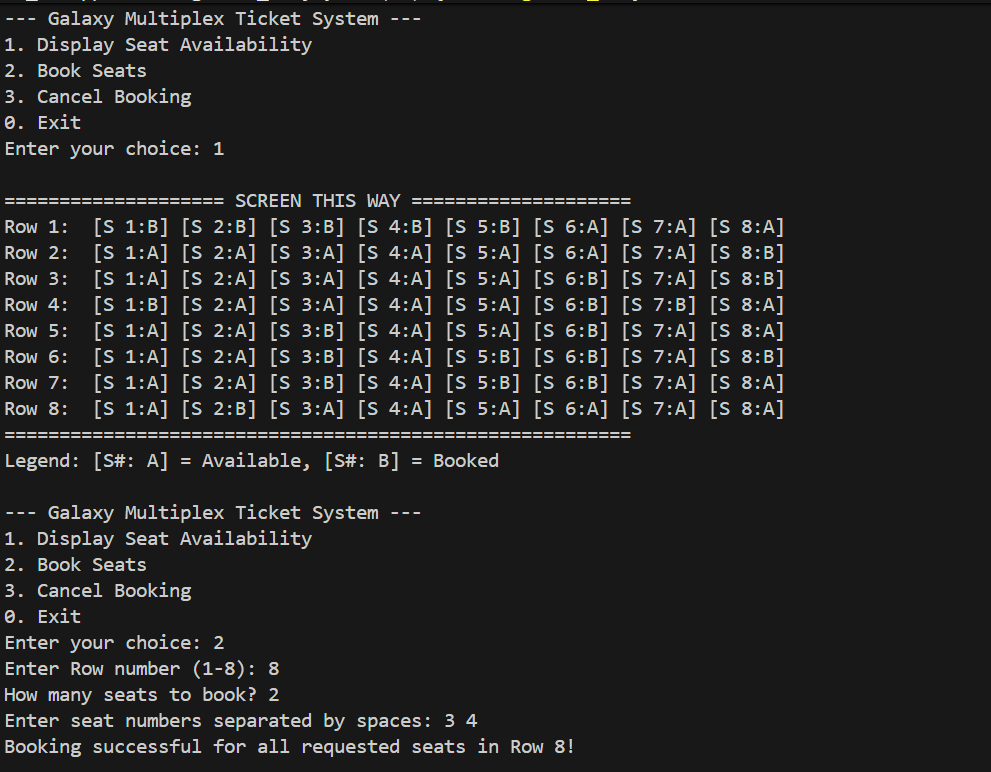 --- Galaxy Multiplex Ticket System ---
1. Display Seat Availability
2. Book Seats
3. Cancel Booking
0. Exit
Enter your choice: 1
==================== SCREEN THIS WAY ====================
Row 1:  [S 1:B] [S 2:B] [S 3:B] [S 4:B] [S 5:B] [S 6:A] [S 7:A] [S 8:A]
Row 2:  [S 1:A] [S 2:A] [S 3:A] [S 4:A] [S 5:A] [S 6:A] [S 7:A] [S 8:B]
Row 3:  [S 1:A] [S 2:A] [S 3:A] [S 4:A] [S 5:A] [S 6:B] [S 7:A] [S 8:B]
Row 4:  [S 1:B] [S 2:A] [S 3:A] [S 4:A] [S 5:A] [S 6:B] [S 7:B] [S 8:A]
Row 5:  [S 1:A] [S 2:A] [S 3:B] [S 4:A] [S 5:A] [S 6:B] [S 7:A] [S 8:A]
Row 6:  [S 1:A] [S 2:A] [S 3:B] [S 4:A] [S 5:B] [S 6:B] [S 7:A] [S 8:B]
Row 7:  [S 1:A] [S 2:A] [S 3:B] [S 4:A] [S 5:B] [S 6:B] [S 7:A] [S 8:A]
Row 8:  [S 1:A] [S 2:B] [S 3:A] [S 4:A] [S 5:A] [S 6:A] [S 7:A] [S 8:A]
=========================================================
Legend: [S#: A] = Available, [S#: B] = Booked
--- Galaxy Multiplex Ticket System ---
1. Display Seat Availability
2. Book Seats
3. Cancel Booking
0. Exit
Enter your choice: 2
Enter Row number (1-8): 8
How many seats to book? 2
Enter seat numbers separated by spaces: 3 4
Booking successful for all requested seats in Row 8!